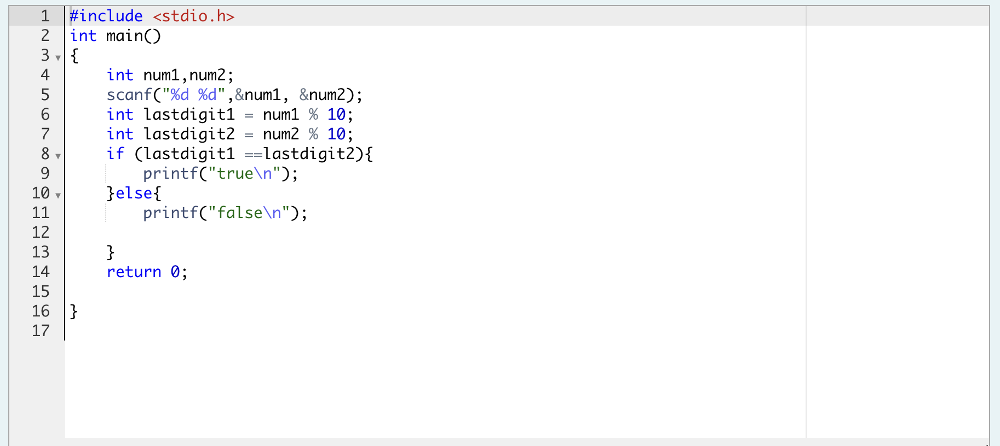 1 #include <stdio.h>
2 int main()
3 {
4     int num1,num2;
5     scanf("%d %d",&num1, &num2);
6     int lastdigit1 = num1 % 10;
7     int lastdigit2 = num2 % 10;
8     if (lastdigit1 ==lastdigit2){
9         printf("true\n");
10     }else{
11         printf("false\n");
12
13     }
14     return 0;
15
16 }
17